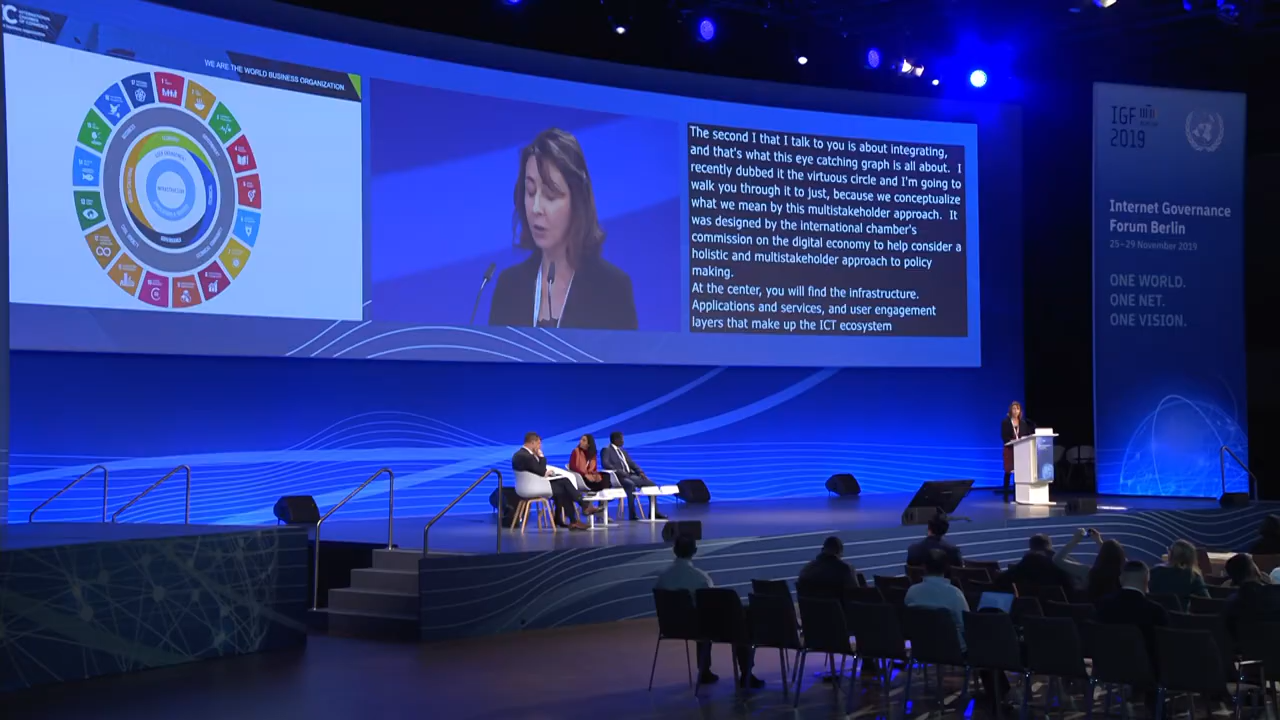 INTERNATIONAL
CHAMBER
OF COMMERCE
WE ARE THE WORLD BUSINESS ORGANIZATION
INFRASTRUCTURE
The second I that I talk to you is about integrating,
and that's what this eye catching graph is all about. I
recently dubbed it the virtuous circle and I'm going to
walk you through it to just, because we conceptualize
what we mean by this multistakeholder approach. It
was designed by the international chamber's
commission on the digital economy to help consider a
holistic and multistakeholder approach to policy
making.
At the center, you will find the infrastructure.
Applications and services, and user engagement
layers that make up the ICT ecosystem
IGF
2019
Internet Governance
Forum Berlin
25–29 November 2019
ONE WORLD.
ONE NET.
ONE VISION.